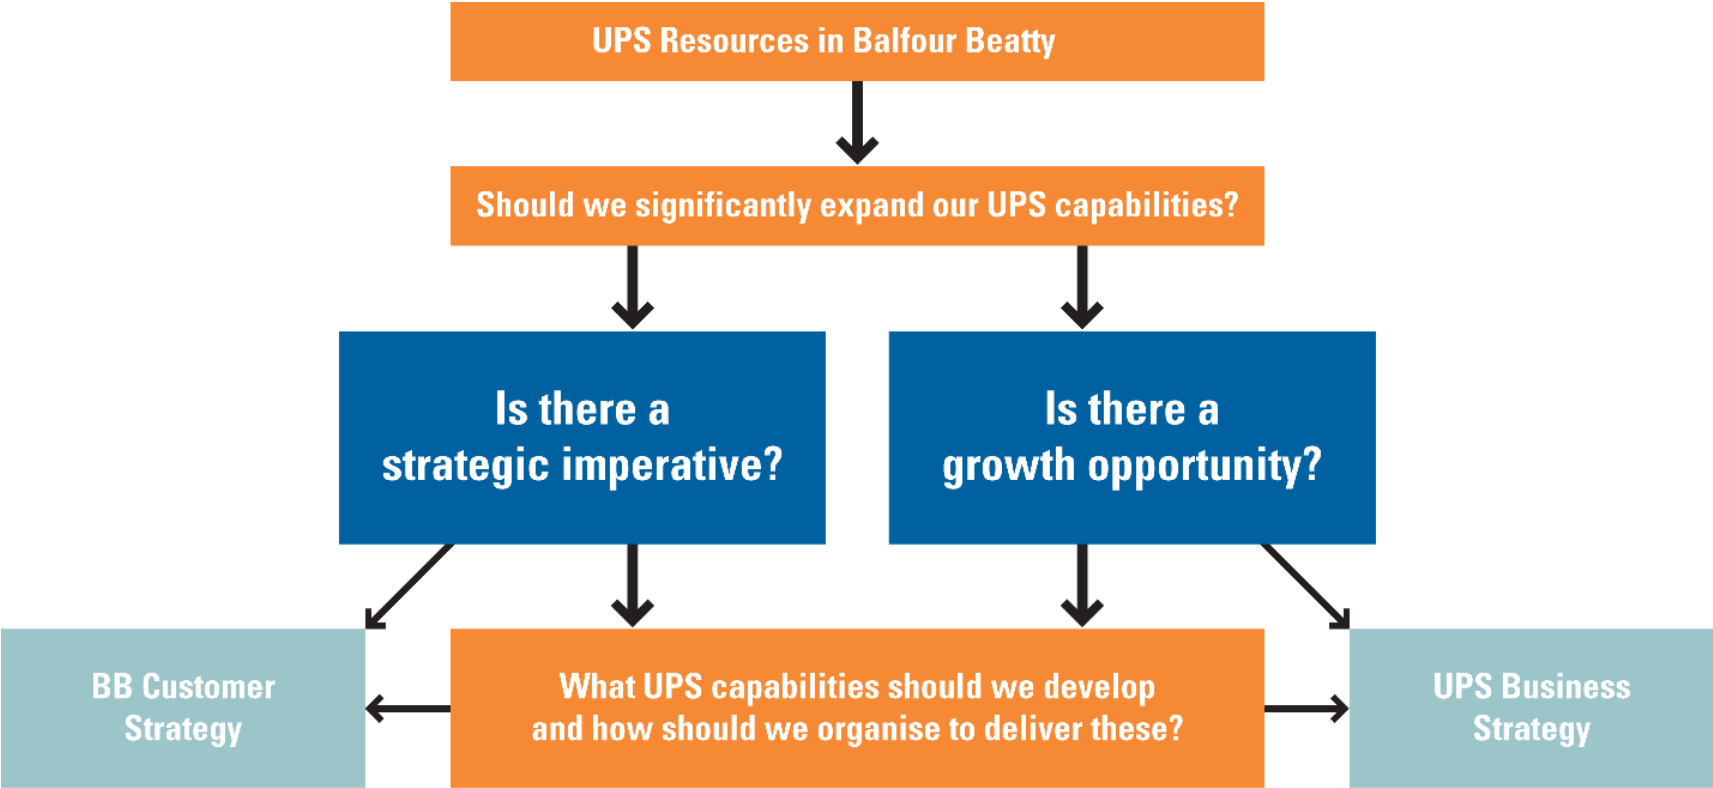 UPS Resources in Balfour Beatty
Should we significantly expand our UPS capabilities?
Is there a
strategic imperative?
Is there a
growth opportunity?
BB Customer
Strategy
What UPS capabilities should we develop
and how should we organise to deliver these?
UPS Business
Strategy